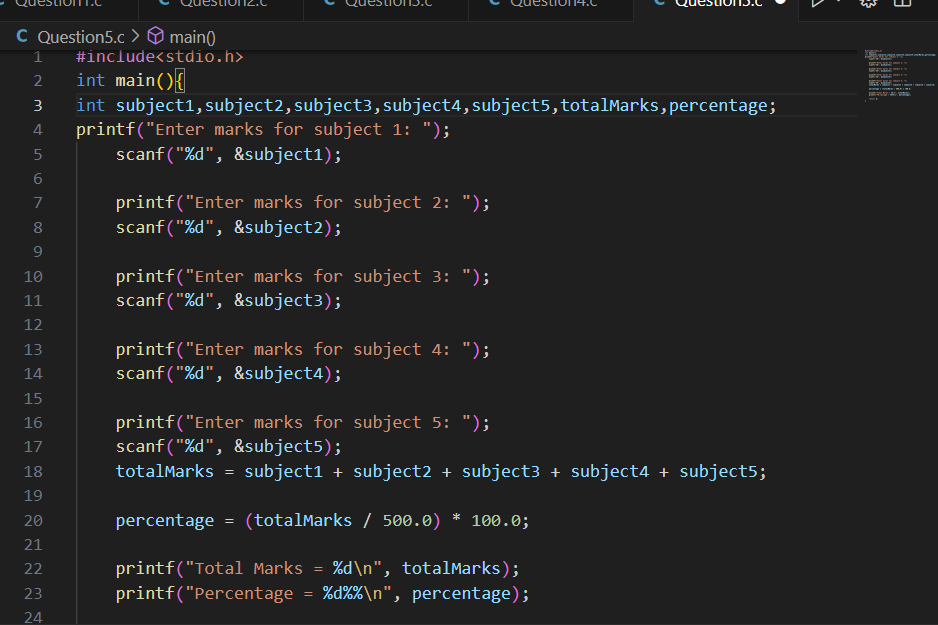 Question1.c Question2.c Question3.c Question4.c Question5.c
C Question5.c > main()
1 #include<stdio.h>
2 int main(){
3 int subject1,subject2,subject3,subject4,subject5,totalMarks,percentage;
4 printf("Enter marks for subject 1: ");
5 scanf("%d", &subject1);
6
7 printf("Enter marks for subject 2: ");
8 scanf("%d", &subject2);
9
10 printf("Enter marks for subject 3: ");
11 scanf("%d", &subject3);
12
13 printf("Enter marks for subject 4: ");
14 scanf("%d", &subject4);
15
16 printf("Enter marks for subject 5: ");
17 scanf("%d", &subject5);
18 totalMarks = subject1 + subject2 + subject3 + subject4 + subject5;
19
20 percentage = (totalMarks / 500.0) * 100.0;
21
22 printf("Total Marks = %d\n", totalMarks);
23 printf("Percentage = %d%%\n", percentage);
24